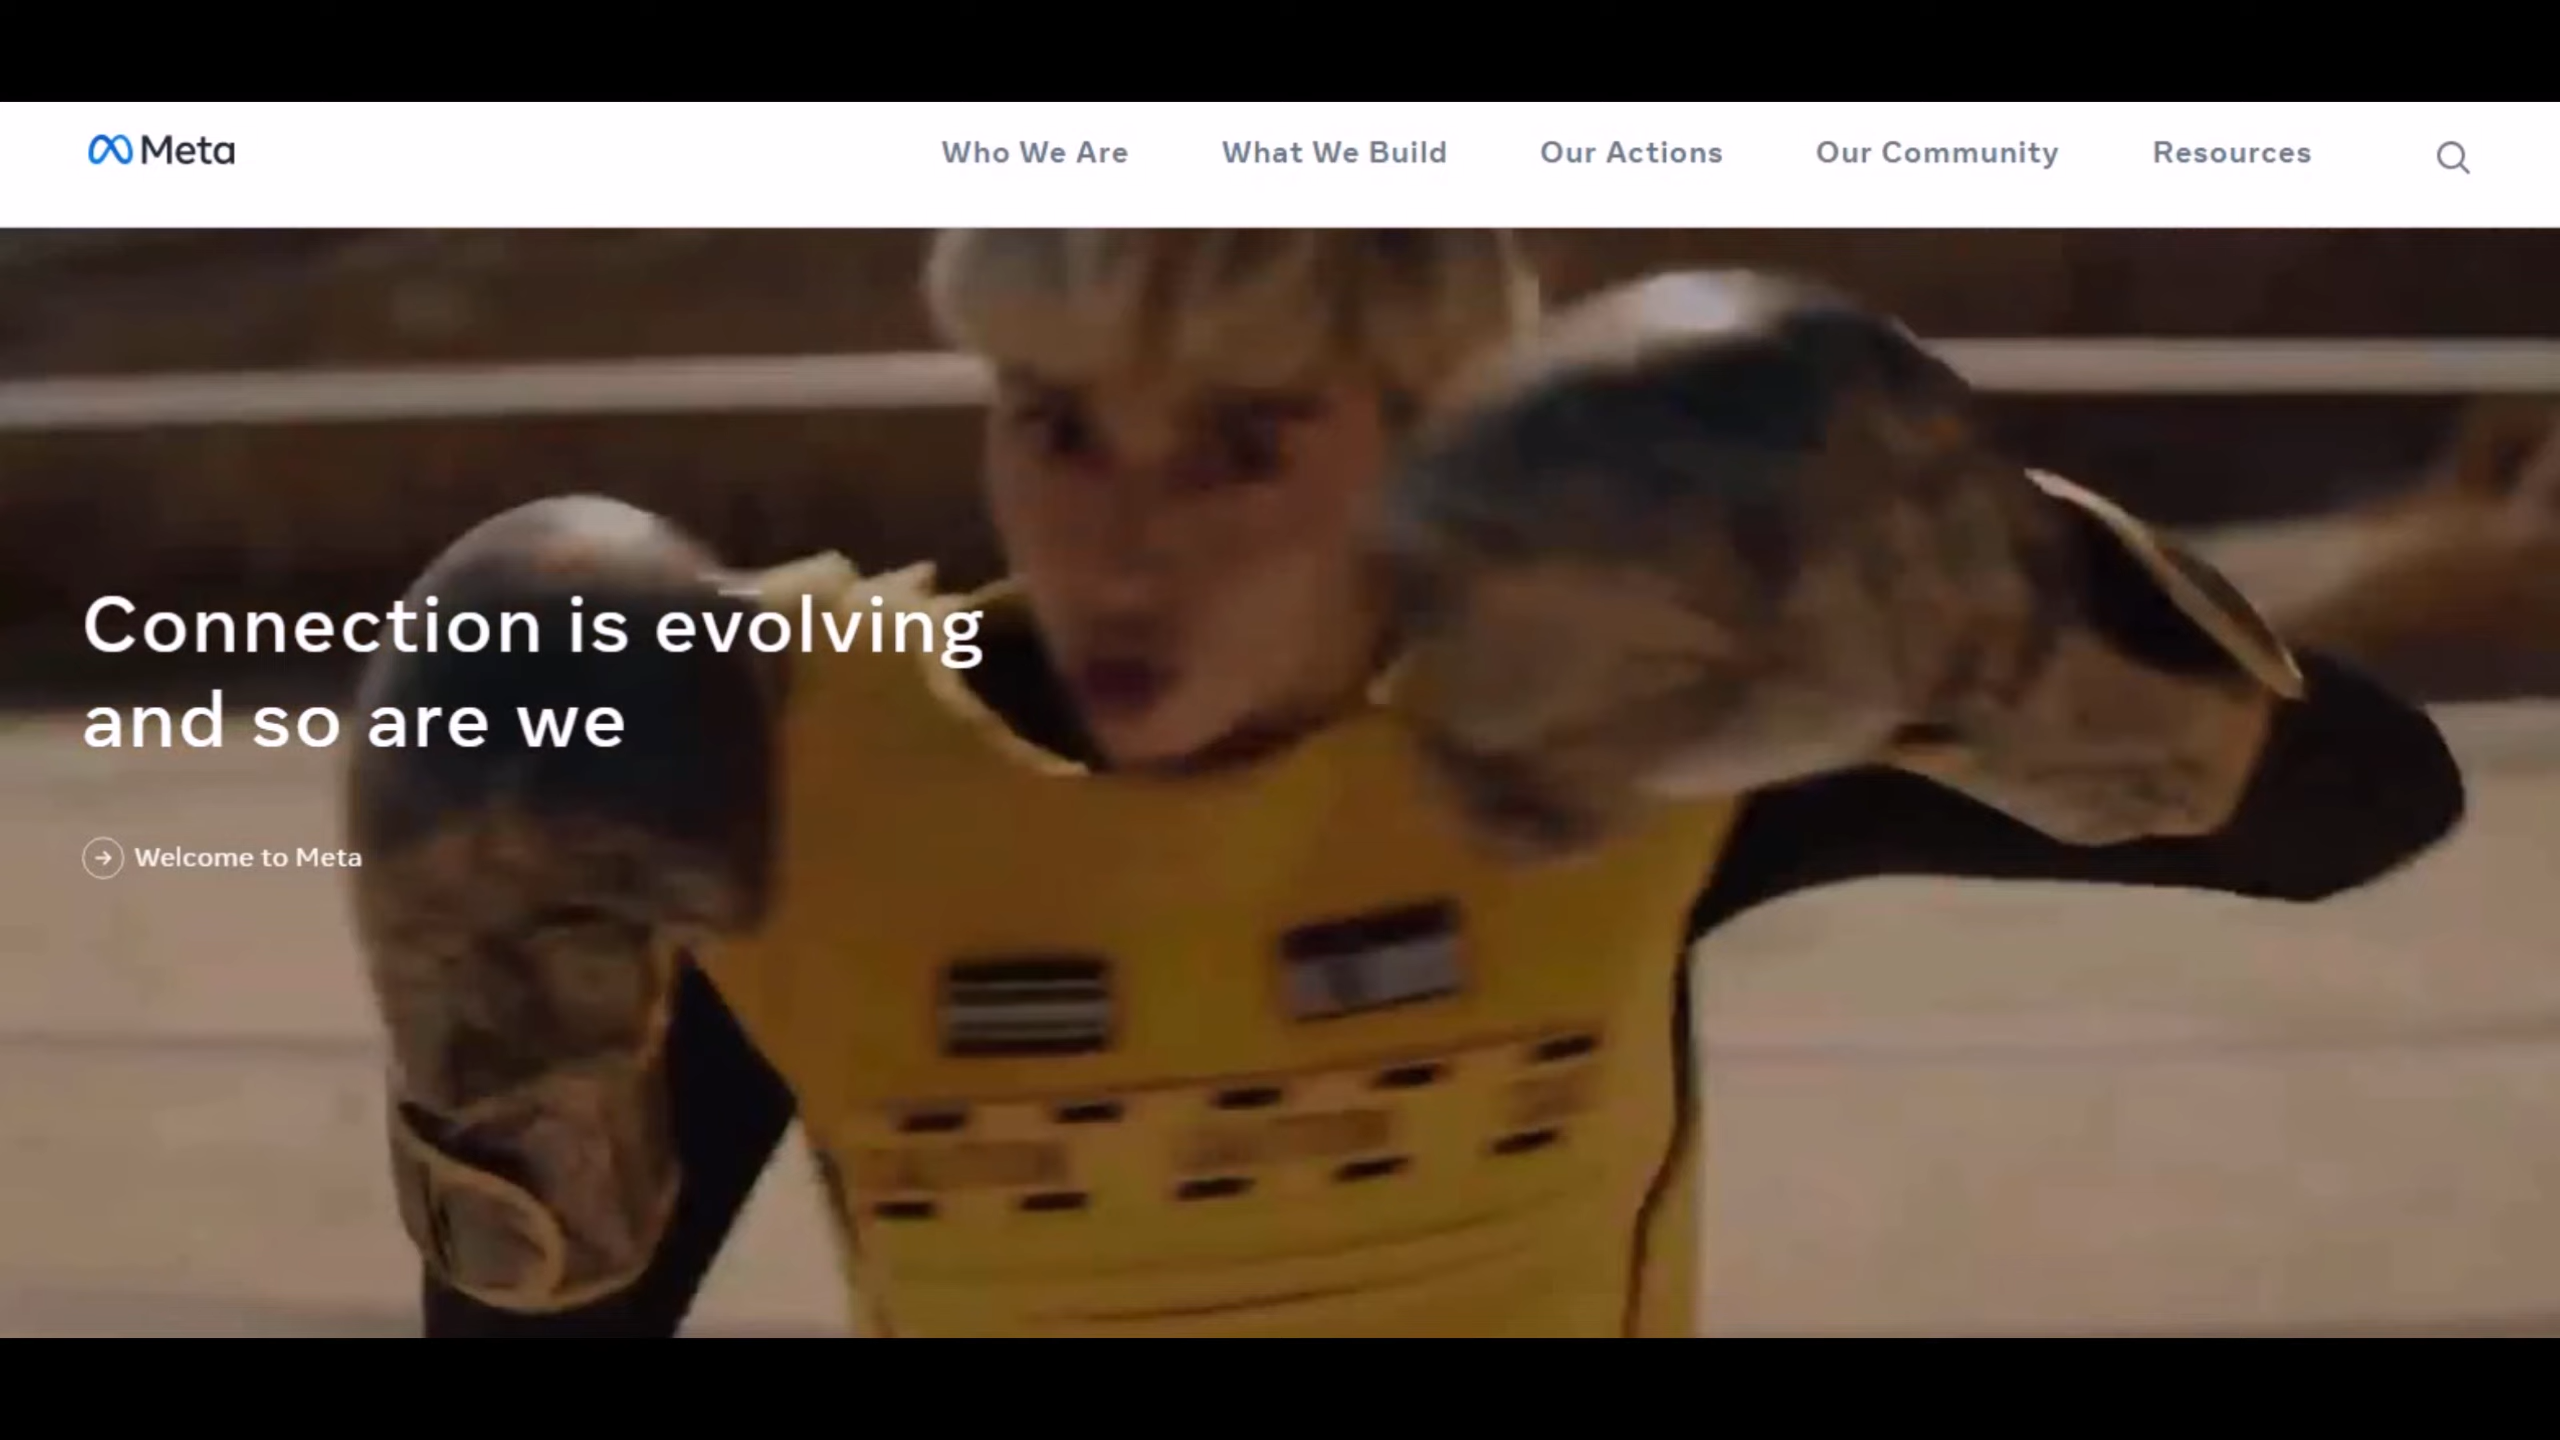 Meta
Who We Are
What We Build
Our Actions
Our Community
Resources
Connection is evolving
and so are we
Welcome to Meta